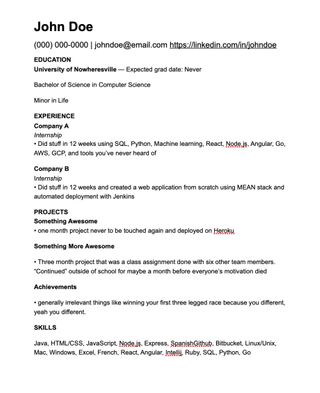 John Doe
(000) 000-0000 | johndoe@email.com https://linkedin.com/in/johndoe
EDUCATION
University of Nowheresville — Expected grad date: Never
Bachelor of Science in Computer Science
Minor in Life
EXPERIENCE
Company A
Internship
• Did stuff in 12 weeks using SQL, Python, Machine learning, React, Node.js, Angular, Go,
AWS, GCP, and tools you've never heard of
Company B
Internship
• Did stuff in 12 weeks and created a web application from scratch using MEAN stack and
automated deployment with Jenkins
PROJECTS
Something Awesome
• one month project never to be touched again and deployed on Heroku
Something More Awesome
• Three month project that was a class assignment done with six other team members.
“Continued” outside of school for maybe a month before everyone's motivation died
Achievements
• generally irrelevant things like winning your first three legged race because you different,
yeah you different.
SKILLS
Java, HTML/CSS, JavaScript, Node.js, Express, SpanishGithub, Bitbucket, Linux/Unix,
Mac, Windows, Excel, French, React, Angular, Intellij, Ruby, SQL, Python, Go